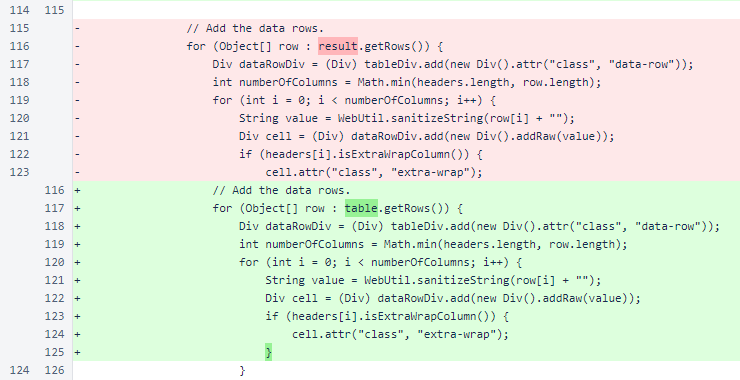 114 115
115 - // Add the data rows.
116 - for (Object[] row : result.getRows()) {
117 - Div dataRowDiv = (Div) tableDiv.add(new Div().attr("class", "data-row"));
118 - int numberOfColumns = Math.min(headers.length, row.length);
119 - for (int i = 0; i < numberOfColumns; i++) {
120 - String value = WebUtil.sanitizeString(row[i] + "");
121 - Div cell = (Div) dataRowDiv.add(new Div().addRaw(value));
122 - if (headers[i].isExtraWrapColumn()) {
123 - cell.attr("class", "extra-wrap");
116 + // Add the data rows.
117 + for (Object[] row : table.getRows()) {
118 + Div dataRowDiv = (Div) tableDiv.add(new Div().attr("class", "data-row"));
119 + int numberOfColumns = Math.min(headers.length, row.length);
120 + for (int i = 0; i < numberOfColumns; i++) {
121 + String value = WebUtil.sanitizeString(row[i] + "");
122 + Div cell = (Div) dataRowDiv.add(new Div().addRaw(value));
123 + if (headers[i].isExtraWrapColumn()) {
124 + cell.attr("class", "extra-wrap");
125 + }
124 126 }